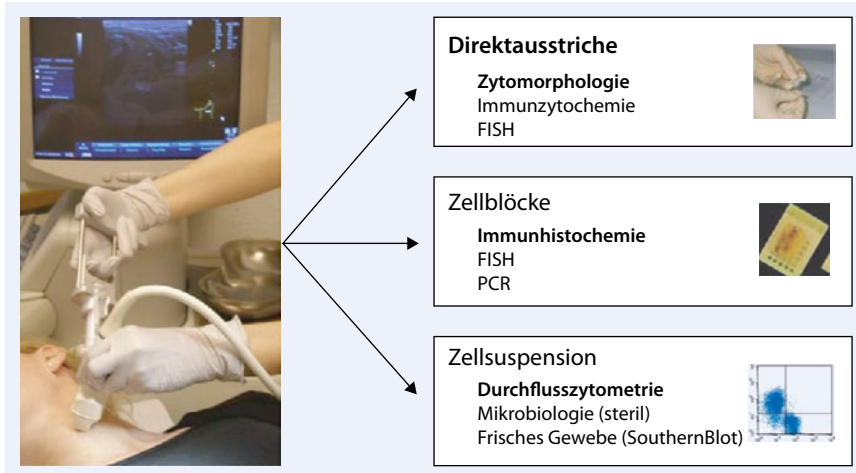 Direktausstriche
Zytomorphologie
Immunzytochemie
FISH
Zellblöcke
Immunhistochemie
FISH
PCR
Zellsuspension
Durchflusszytometrie
Mikrobiologie (steril)
Frisches Gewebe (SouthernBlot)